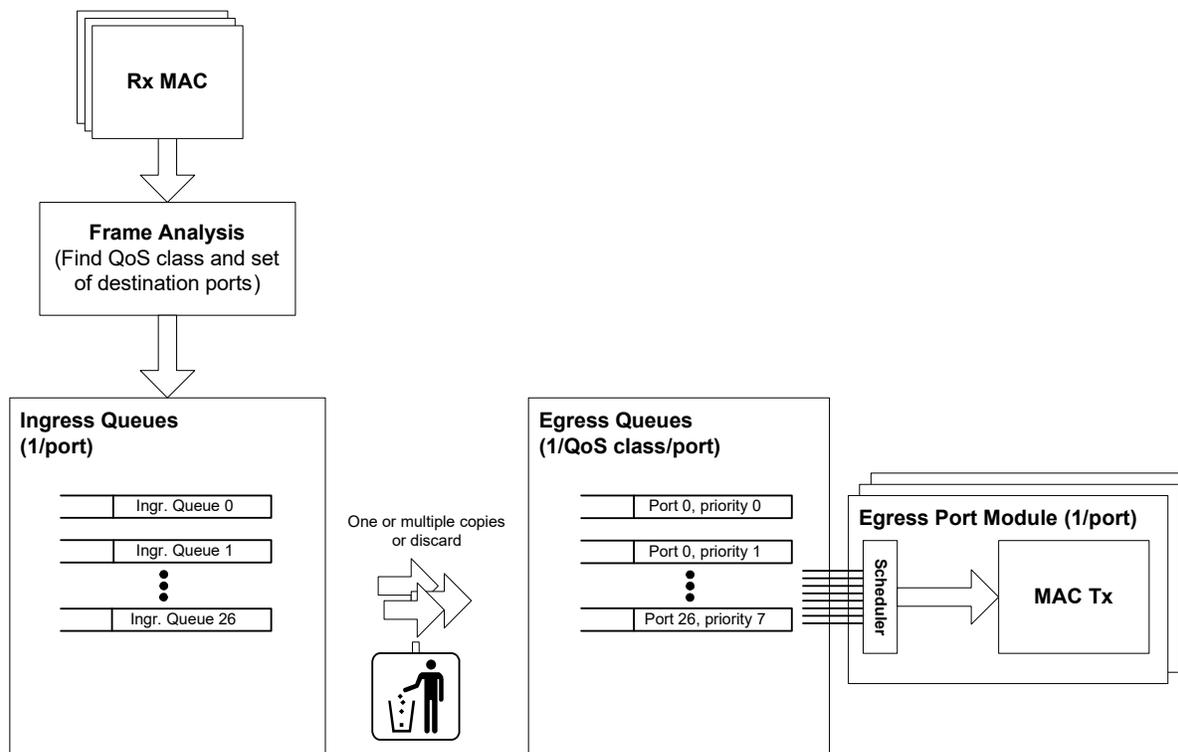 Rx MAC
Frame Analysis
(Find QoS class and set
of destination ports)
Ingress Queues
(1/port)
Ingr. Queue 0
Ingr. Queue 1
Ingr. Queue 26
One or multiple copies
or discard
Egress Queues
(1/QoS class/port)
Port 0, priority 0
Port 0, priority 1
Port 26, priority 7
Egress Port Module (1/port)
Scheduler
MAC Tx